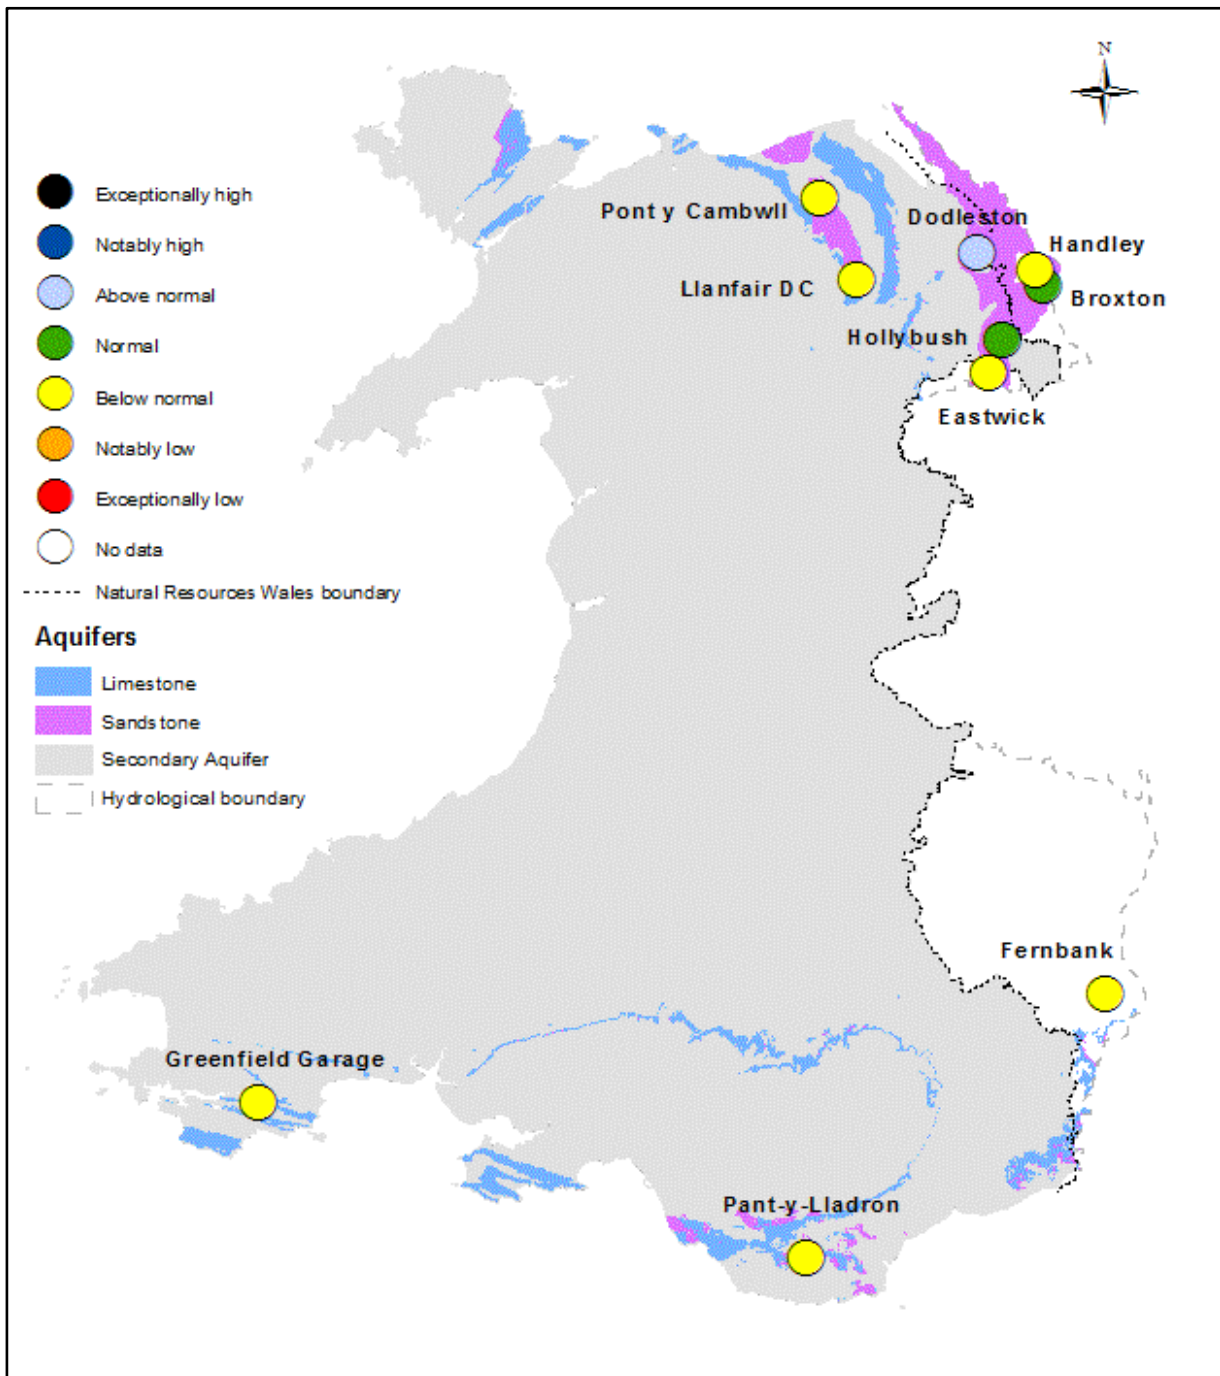 N
Exceptionally high
Notably high
Above normal
Normal
Below normal
Notably low
Exceptionally low
No data
Natural Resources Wales boundary
Aquifers
Limestone
Sandstone
Secondary Aquifer
Hydrological boundary
Pont y Cambwll
Dodleston
Handley
Llanfair DC
Broxton
Hollybush
Eastwick
Fernbank
Greenfield Garage
Pant-y-Lladron